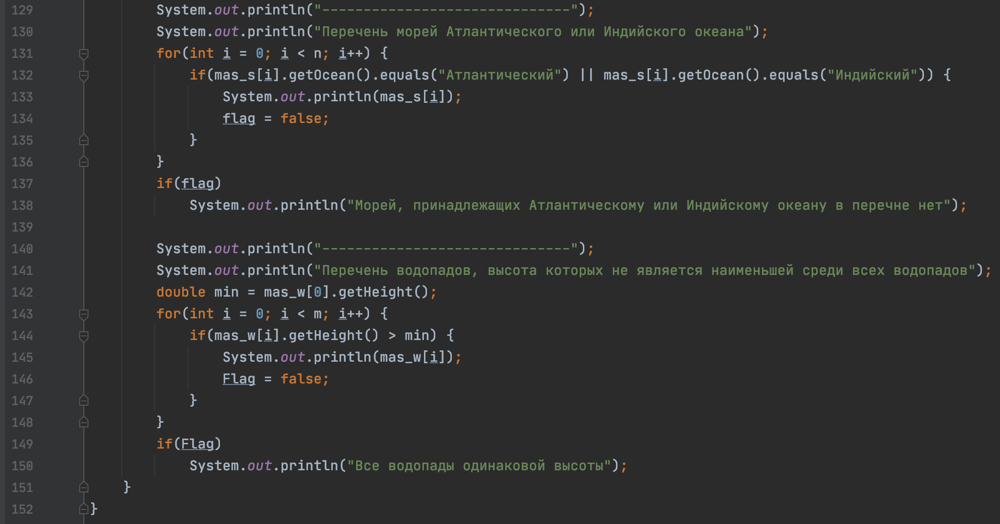 129 System.out.println("------------------------------");
130 System.out.println("Перечень морей Атлантического или Индийского океана");
131 for(int i = 0; i < n; i++) {
132 if(mas_s[i].getOcean().equals("Атлантический") || mas_s[i].getOcean().equals("Индийский")) {
133 System.out.println(mas_s[i]);
134 flag = false;
135 }
136 }
137 if(flag)
138 System.out.println("Морей, принадлежащих Атлантическому или Индийскому океану в перечне нет");
139
140 System.out.println("------------------------------");
141 System.out.println("Перечень водопадов, высота которых не является наименьшей среди всех водопадов");
142 double min = mas_w[0].getHeight();
143 for(int i = 0; i < m; i++) {
144 if(mas_w[i].getHeight() > min) {
145 System.out.println(mas_w[i]);
146 Flag = false;
147 }
148 }
149 if(Flag)
150 System.out.println("Все водопады одинаковой высоты");
151 }
152 }